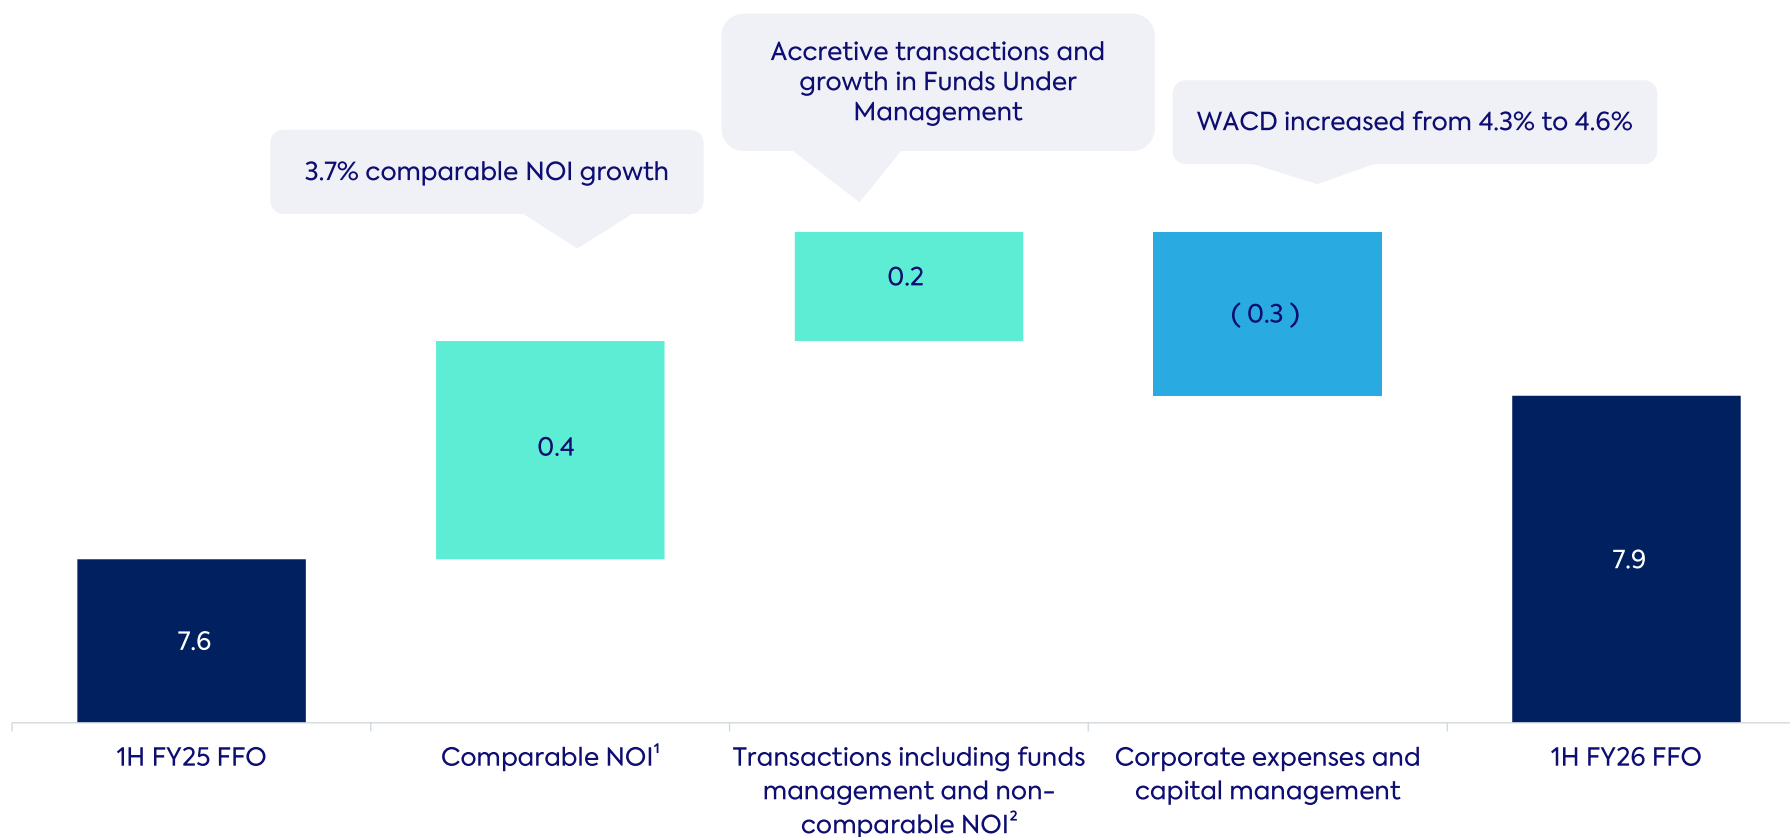 Accretive transactions and
growth in Funds Under
Management
WACD increased from 4.3% to 4.6%
3.7% comparable NOI growth
0.2
( 0.3 )
0.4
7.6
7.9
1H FY25 FFO
Comparable NOI¹
Transactions including funds
management and non-
comparable NOI²
Corporate expenses and
capital management
1H FY26 FFO